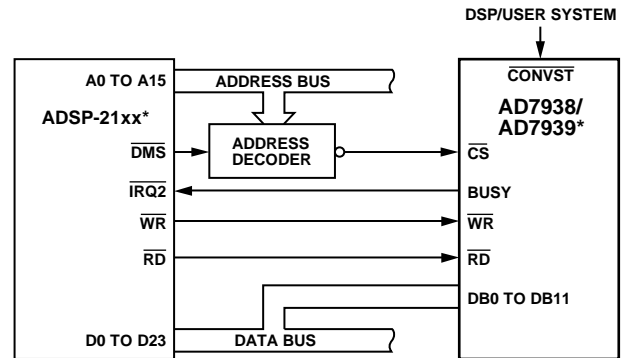 DSP/USER SYSTEM
A0 TO A15
ADDRESS BUS
CONVST
ADSP-21xx*
AD7938/
AD7939*
DMS
ADDRESS
DECODER
CS
IRQ2
BUSY
WR
WR
RD
RD
DB0 TO DB11
D0 TO D23
DATA BUS